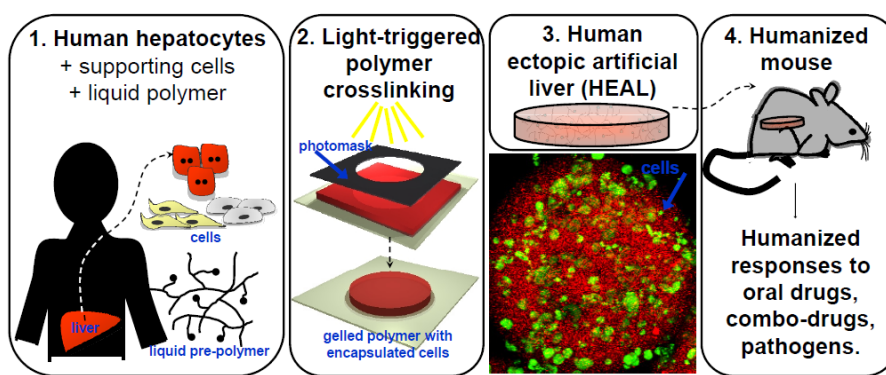 1. Human hepatocytes
+ supporting cells
+ liquid polymer
cells
liver
liquid pre-polymer
2. Light-triggered
polymer
crosslinking
photomask
gelled polymer with
encapsulated cells
3. Human
ectopic artificial
liver (HEAL)
cells
4. Humanized
mouse
Humanized
responses to
oral drugs,
combo-drugs,
pathogens.